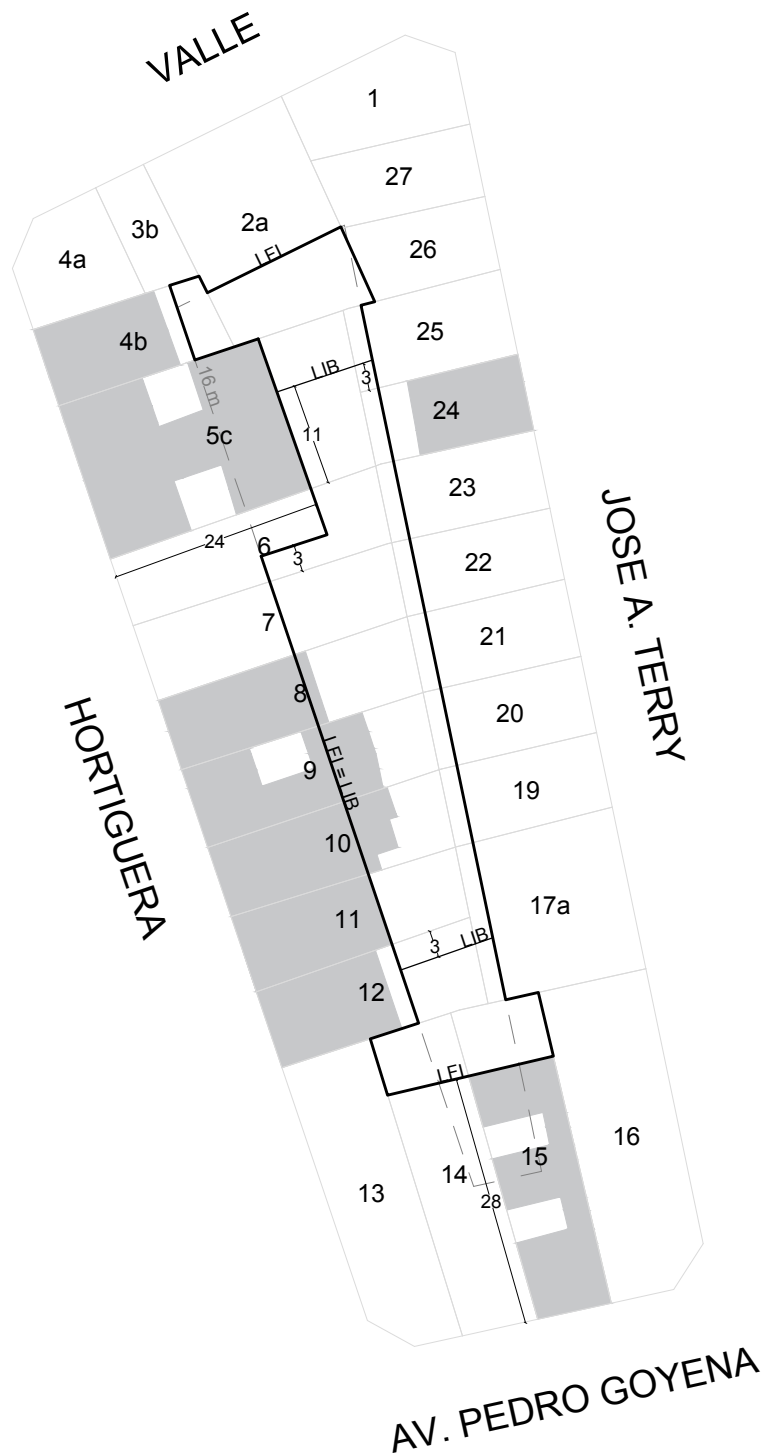 VALLE
1
27
2a
3b
26
4a
LFI
25
4b
LIB
3
16 m
24
5c
11
23
24
6
3
22
7
21
JOSE A. TERRY
8
20
HORTIGUERA
LFI = LIB
9
19
10
17a
11
3
LIB
12
LFI
16
15
14
13
28
AV. PEDRO GOYENA